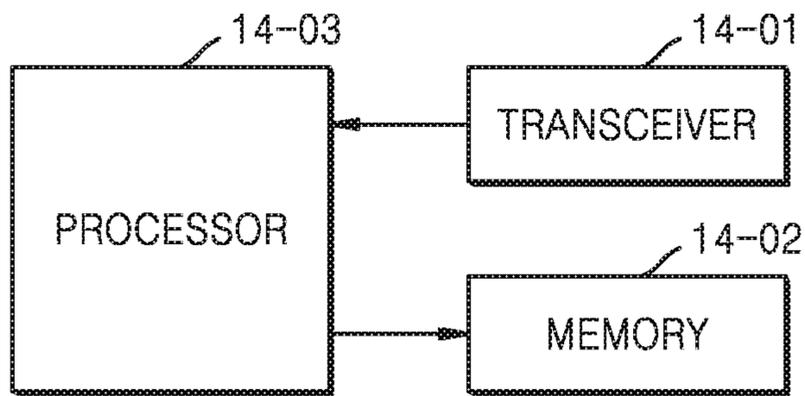 14-03
14-01
TRANSCEIVER
PROCESSOR
14-02
MEMORY